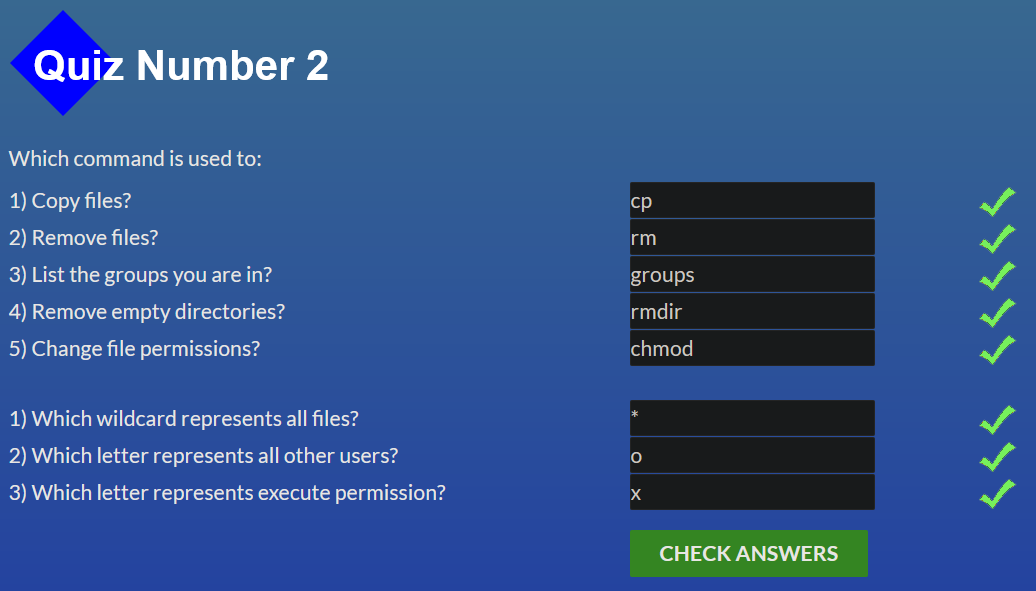 Quiz Number 2
Which command is used to:
1) Copy files? cp
2) Remove files? rm
3) List the groups you are in? groups
4) Remove empty directories? rmdir
5) Change file permissions? chmod
1) Which wildcard represents all files? *
2) Which letter represents all other users? o
3) Which letter represents execute permission? x
CHECK ANSWERS